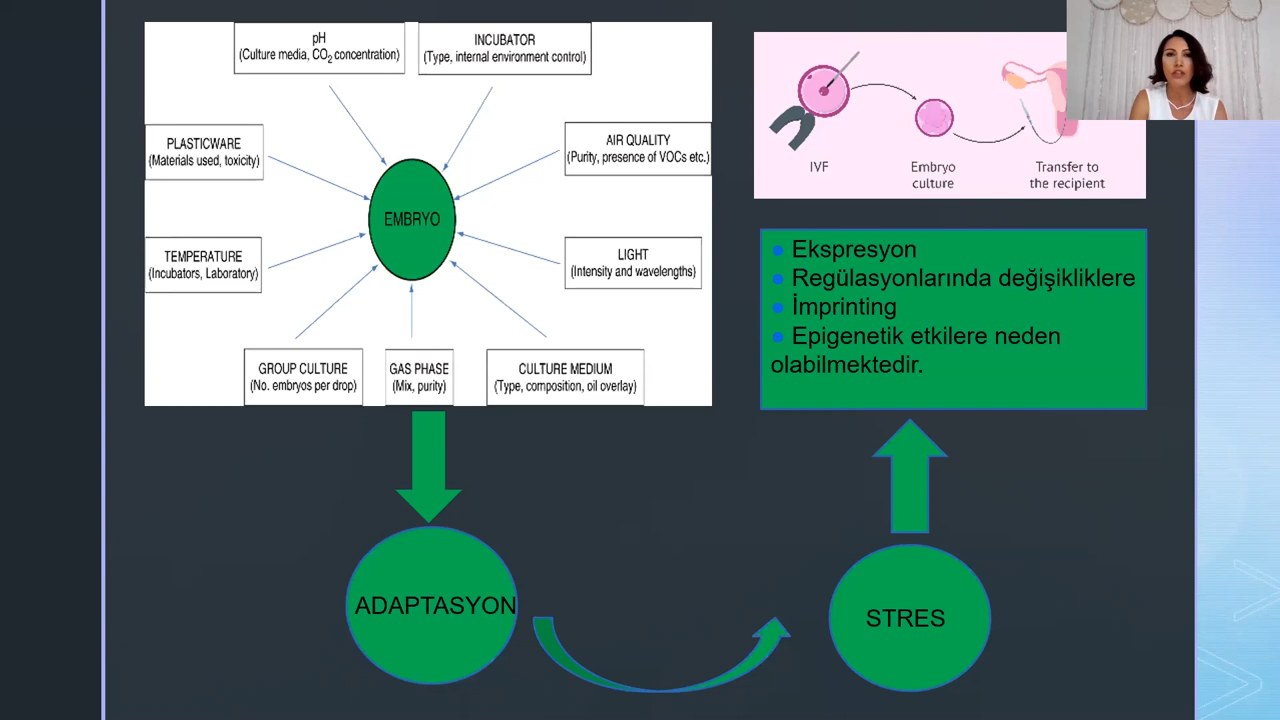 pH
(Culture media, CO₂ concentration)
INCUBATOR
(Type, internal environment control)
PLASTICWARE
(Materials used, toxicity)
AIR QUALITY
(Purity, presence of VOCs etc.)
EMBRYO
TEMPERATURE
(Incubators, Laboratory)
LIGHT
(Intensity and wavelengths)
GROUP CULTURE
(No. embryos per drop)
GAS PHASE
(Mix, purity)
CULTURE MEDIUM
(Type, composition, oil overlay)
IVF
Embryo
culture
Transfer to
the recipient
● Ekspresyon
● Regülasyonlarında değişikliklere
● İmprinting
● Epigenetik etkilere neden
olabilmektedir.
ADAPTASYON
STRES